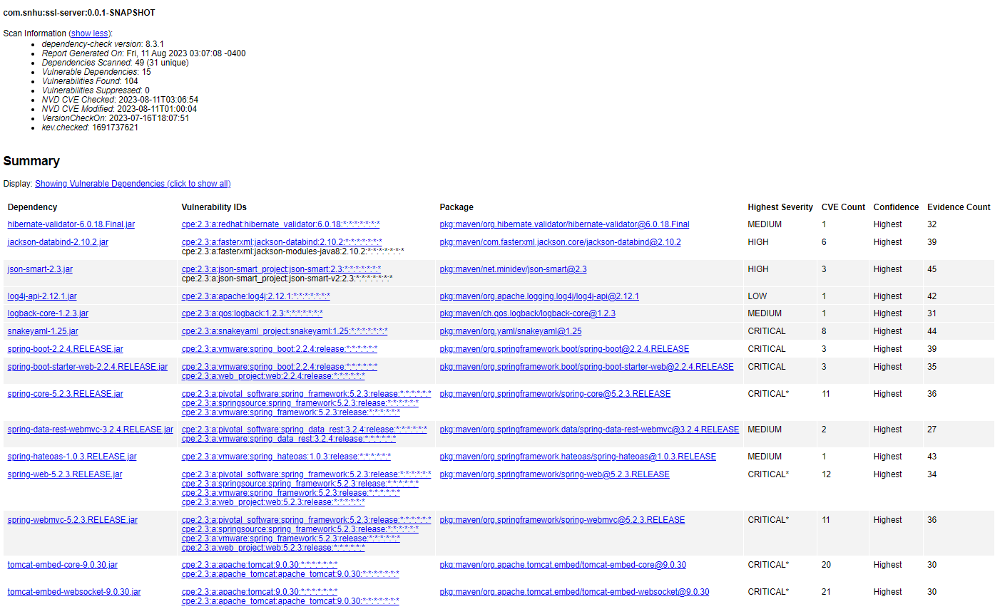 com.snhu:ssl-server:0.0.1-SNAPSHOT
Scan Information (show less):
• dependency-check version: 8.3.1
• Report Generated On: Fri, 11 Aug 2023 03:07:08 -0400
• Dependencies Scanned: 49 (31 unique)
• Vulnerable Dependencies: 15
• Vulnerabilities Found: 104
• Vulnerabilities Suppressed: 0
• NVD CVE Checked: 2023-08-11T03:06:54
• NVD CVE Modified: 2023-08-11T01:00:04
• VersionCheckOn: 2023-07-16T18:07:51
• kev.checked: 1691737621
Summary
Display: Showing Vulnerable Dependencies (click to show all)
Dependency Vulnerability IDs Package Highest Severity CVE Count Confidence Evidence Count
hibernate-validator-6.0.18.Final.jar cpe:2.3:a:redhat:hibernate_validator:6.0.18:*:*:*:*:*:*:* pkg:maven/org.hibernate.validator/hibernate-validator@6.0.18.Final MEDIUM 1 Highest 32
jackson-databind-2.10.2.jar cpe:2.3:a:fasterxml:jackson-databind:2.10.2:*:*:*:*:*:*:* pkg:maven/com.fasterxml.jackson.core/jackson-databind@2.10.2 HIGH 6 Highest 39
cpe:2.3:a:fasterxml:jackson-modules-java8:2.10.2:*:*:*:*:*:*:*
json-smart-2.3.jar cpe:2.3:a:json-smart_project:json-smart:2.3:*:*:*:*:*:*:* pkg:maven/net.minidev/json-smart@2.3 HIGH 3 Highest 45
cpe:2.3:a:json-smart_project:json-smart-v2:2.3:*:*:*:*:*:*:*
log4j-api-2.12.1.jar cpe:2.3:a:apache:log4j:2.12.1:*:*:*:*:*:*:* pkg:maven/org.apache.logging.log4j/log4j-api@2.12.1 LOW 1 Highest 42
logback-core-1.2.3.jar cpe:2.3:a:qos:logback:1.2.3:*:*:*:*:*:*:* pkg:maven/ch.qos.logback/logback-core@1.2.3 MEDIUM 1 Highest 31
snakeyaml-1.25.jar cpe:2.3:a:snakeyaml_project:snakeyaml:1.25:*:*:*:*:*:*:* pkg:maven/org.yaml/snakeyaml@1.25 CRITICAL 8 Highest 44
spring-boot-2.2.4.RELEASE.jar cpe:2.3:a:vmware:spring_boot:2.2.4:release:*:*:*:*:*:* pkg:maven/org.springframework.boot/spring-boot@2.2.4.RELEASE CRITICAL 3 Highest 39
spring-boot-starter-web-2.2.4.RELEASE.jar cpe:2.3:a:vmware:spring_boot:2.2.4:release:*:*:*:*:*:* pkg:maven/org.springframework.boot/spring-boot-starter-web@2.2.4.RELEASE CRITICAL 3 Highest 35
cpe:2.3:a:web_project:web:2.2.4:release:*:*:*:*:*:*
spring-core-5.2.3.RELEASE.jar cpe:2.3:a:pivotal_software:spring_framework:5.2.3:release:*:*:*:*:*:* pkg:maven/org.springframework/spring-core@5.2.3.RELEASE CRITICAL* 11 Highest 36
cpe:2.3:a:springsource:spring_framework:5.2.3:release:*:*:*:*:*:*
cpe:2.3:a:vmware:spring_framework:5.2.3:release:*:*:*:*:*:*
spring-data-rest-webmvc-3.2.4.RELEASE.jar cpe:2.3:a:pivotal_software:spring_data_rest:3.2.4:release:*:*:*:*:*:* pkg:maven/org.springframework.data/spring-data-rest-webmvc@3.2.4.RELEASE MEDIUM 2 Highest 27
cpe:2.3:a:vmware:spring_data_rest:3.2.4:release:*:*:*:*:*:*
spring-hateoas-1.0.3.RELEASE.jar cpe:2.3:a:vmware:spring_hateoas:1.0.3:release:*:*:*:*:*:* pkg:maven/org.springframework.hateoas/spring-hateoas@1.0.3.RELEASE MEDIUM 1 Highest 43
spring-web-5.2.3.RELEASE.jar cpe:2.3:a:pivotal_software:spring_framework:5.2.3:release:*:*:*:*:*:* pkg:maven/org.springframework/spring-web@5.2.3.RELEASE CRITICAL* 12 Highest 34
cpe:2.3:a:springsource:spring_framework:5.2.3:release:*:*:*:*:*:*
cpe:2.3:a:vmware:spring_framework:5.2.3:release:*:*:*:*:*:*
cpe:2.3:a:web_project:web:5.2.3:release:*:*:*:*:*:*
spring-webmvc-5.2.3.RELEASE.jar cpe:2.3:a:pivotal_software:spring_framework:5.2.3:release:*:*:*:*:*:* pkg:maven/org.springframework/spring-webmvc@5.2.3.RELEASE CRITICAL* 11 Highest 36
cpe:2.3:a:springsource:spring_framework:5.2.3:release:*:*:*:*:*:*
cpe:2.3:a:vmware:spring_framework:5.2.3:release:*:*:*:*:*:*
cpe:2.3:a:web_project:web:5.2.3:release:*:*:*:*:*:*
tomcat-embed-core-9.0.30.jar cpe:2.3:a:apache:tomcat:9.0.30:*:*:*:*:*:*:* pkg:maven/org.apache.tomcat.embed/tomcat-embed-core@9.0.30 CRITICAL* 20 Highest 30
cpe:2.3:a:apache_tomcat:apache_tomcat:9.0.30:*:*:*:*:*:*:*
tomcat-embed-websocket-9.0.30.jar cpe:2.3:a:apache:tomcat:9.0.30:*:*:*:*:*:*:* pkg:maven/org.apache.tomcat.embed/tomcat-embed-websocket@9.0.30 CRITICAL* 21 Highest 30
cpe:2.3:a:apache_tomcat:apache_tomcat:9.0.30:*:*:*:*:*:*:*